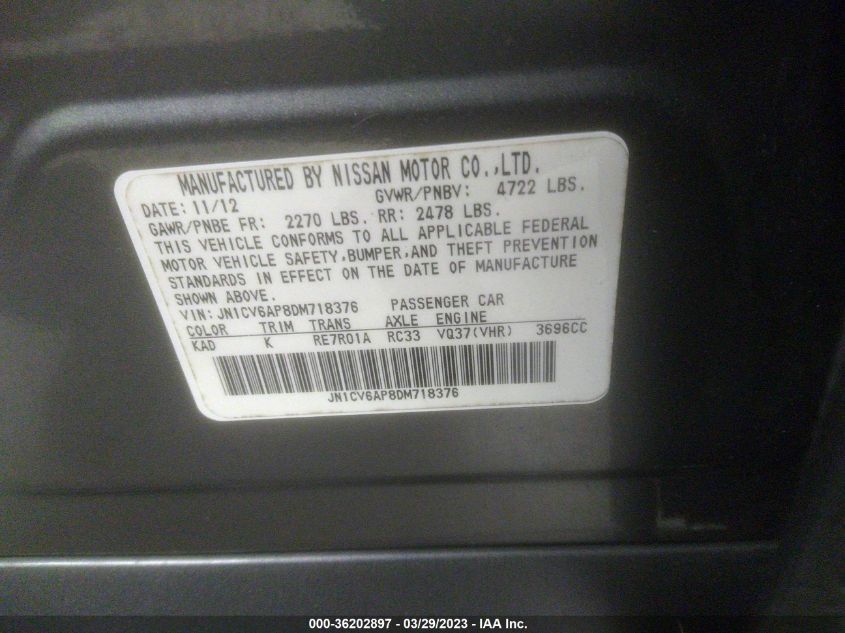 MANUFACTURED BY NISSAN MOTOR CO.,LTD.
DATE: 11/12 GVWR/PNBV: 4722 LBS.
GAWR/PNBE FR: 2270 LBS. RR: 2478 LBS.
THIS VEHICLE CONFORMS TO ALL APPLICABLE FEDERAL
MOTOR VEHICLE SAFETY,BUMPER,AND THEFT PREVENTION
STANDARDS IN EFFECT ON THE DATE OF MANUFACTURE
SHOWN ABOVE.
VIN: JN1CV6AP8DM718376 PASSENGER CAR
COLOR TRIM TRANS AXLE ENGINE
KAD K RE7R01A RC33 VQ37(VHR) 3696CC
JN1CV6AP8DM718376
000-36202897 - 03/29/2023 - IAA Inc.